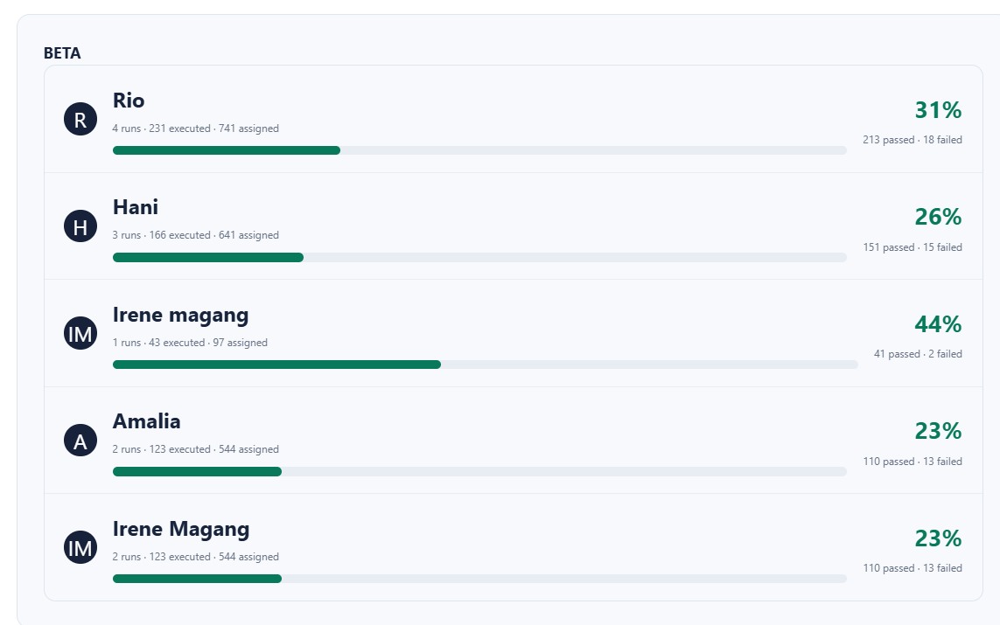 BETA
R
Rio
4 runs · 231 executed · 741 assigned
31%
213 passed · 18 failed
H
Hani
3 runs · 166 executed · 641 assigned
26%
151 passed · 15 failed
IM
Irene magang
1 runs · 43 executed · 97 assigned
44%
41 passed · 2 failed
A
Amalia
2 runs · 123 executed · 544 assigned
23%
110 passed · 13 failed
IM
Irene Magang
2 runs · 123 executed · 544 assigned
23%
110 passed · 13 failed